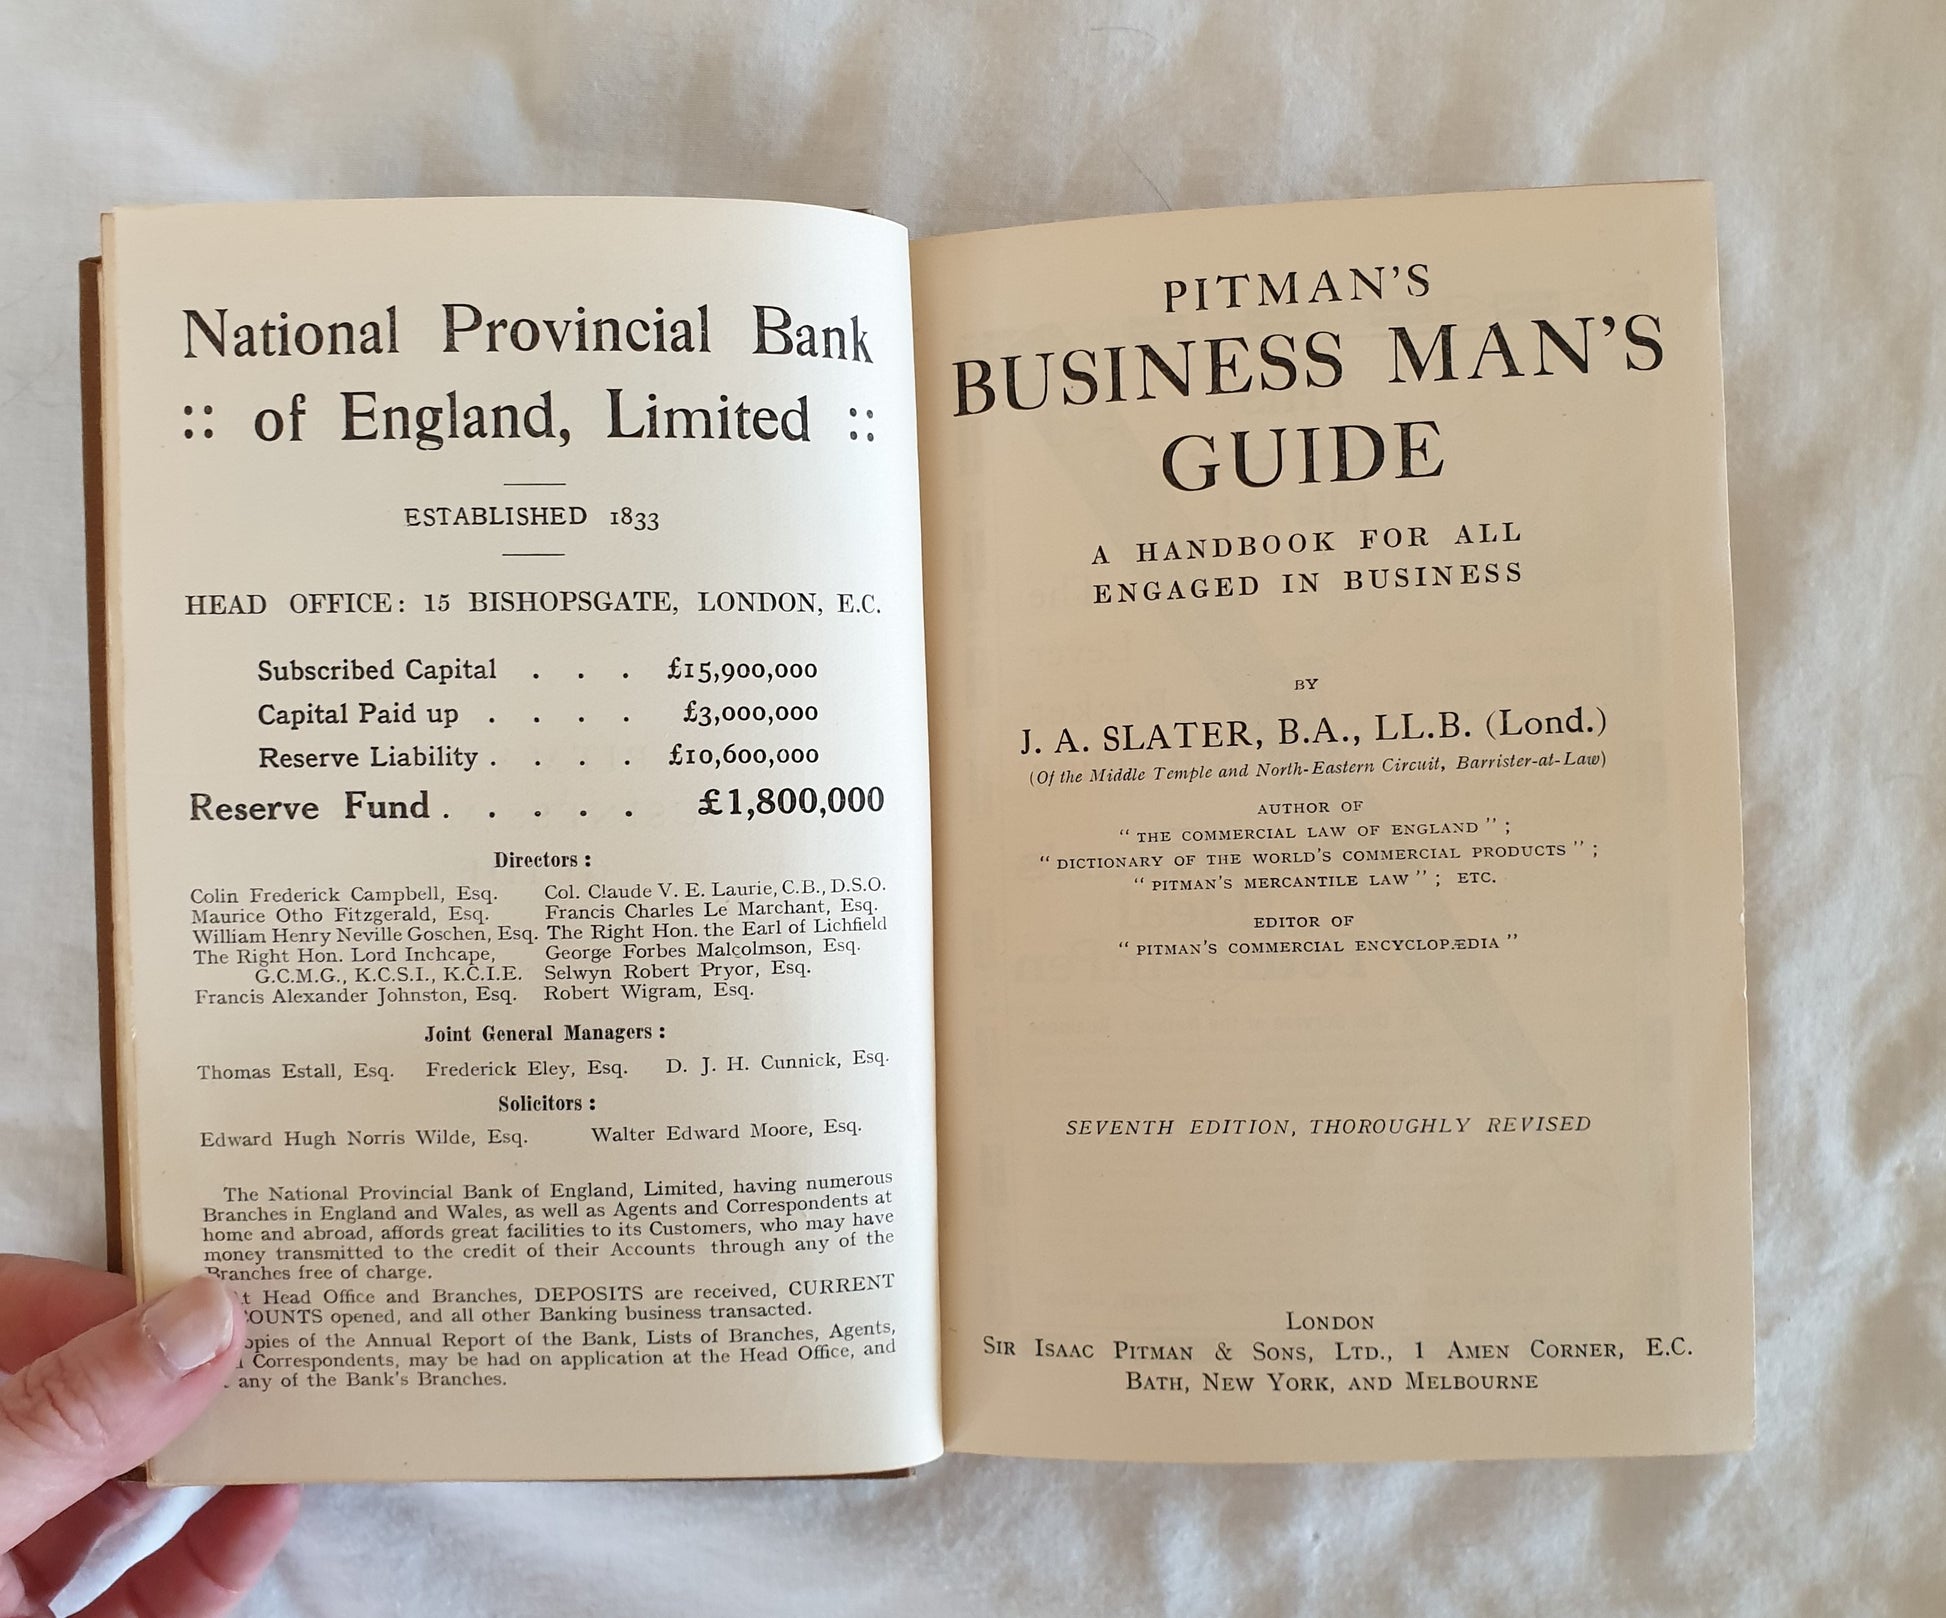 National Provincial Bank
:: of England, Limited ::
ESTABLISHED 1833
HEAD OFFICE: 15 BISHOPSGATE, LONDON, E.C.
Subscribed Capital . . . £15,900,000
Capital Paid up . . . . £3,000,000
Reserve Liability . . . . £10,600,000
Reserve Fund . . . . . £1,800,000
Directors:
Colin Frederick Campbell, Esq. Col. Claude V. E. Laurie, C.B., D.S.O.
Maurice Otho Fitzgerald, Esq. Francis Charles Le Marchant, Esq.
William Henry Neville Goschen, Esq. The Right Hon. the Earl of Lichfield
The Right Hon. Lord Inchcape, George Forbes Malcolmson, Esq.
G.C.M.G., K.C.S.I., K.C.I.E. Selwyn Robert Pryor, Esq.
Francis Alexander Johnston, Esq. Robert Wigram, Esq.
Joint General Managers:
Thomas Estall, Esq. Frederick Eley, Esq. D. J. H. Cunnick, Esq.
Solicitors:
Edward Hugh Norris Wilde, Esq. Walter Edward Moore, Esq.
The National Provincial Bank of England, Limited, having numerous
Branches in England and Wales, as well as Agents and Correspondents at
home and abroad, affords great facilities to its Customers, who may have
money transmitted to the credit of their Accounts through any of the
Branches free of charge.
Head Office and Branches, DEPOSITS are received, CURRENT
opened, and all other Banking business transacted.
of the Annual Report of the Bank, Lists of Branches, Agents,
Correspondents, may be had on application at the Head Office, and
any of the Bank's Branches.
PITMAN'S
BUSINESS MAN'S
GUIDE
A HANDBOOK FOR ALL
ENGAGED IN BUSINESS
BY
J. A. SLATER, B.A., LL.B. (Lond.)
(Of the Middle Temple and North-Eastern Circuit, Barrister-at-Law)
AUTHOR OF
"THE COMMERCIAL LAW OF ENGLAND";
"DICTIONARY OF THE WORLD'S COMMERCIAL PRODUCTS";
"PITMAN'S MERCANTILE LAW"; ETC.
EDITOR OF
"PITMAN'S COMMERCIAL ENCYCLOPÆDIA"
SEVENTH EDITION, THOROUGHLY REVISED
LONDON
SIR ISAAC PITMAN & SONS, LTD., 1 AMEN CORNER, E.C.
BATH, NEW YORK, AND MELBOURNE